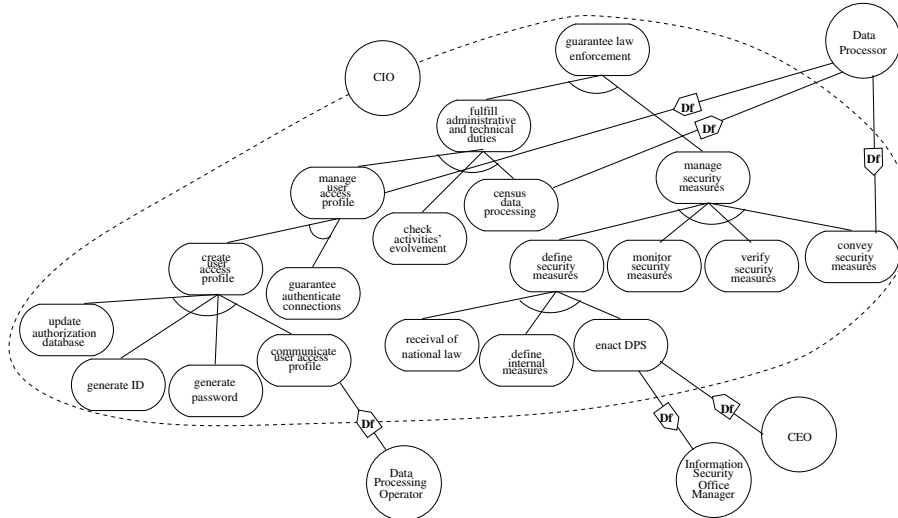 guarantee law
enforcement
Data
Processor
CIO
Df
Df
fulfill
administrative
and technical
duties
Df
manage
user
access
profile
census
data
processing
manage
security
measures
check
activities'
evolvement
create
user
access
profile
guarantee
authenticate
connections
define
security
measures
monitor
security
measures
verify
security
measures
convey
security
measures
update
authorization
database
generate ID
generate
password
communicate
user access
profile
receival of
national law
define
internal
measures
enact DPS
Df
Df
Df
CEO
Data
Processing
Operator
Information
Security
Office
Manager